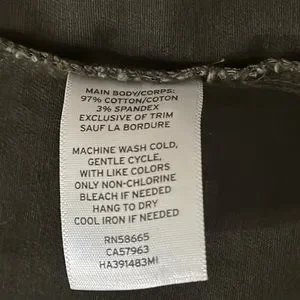 MAIN BODY/CORPS:
97% COTTON/COTON
3% SPANDEX
EXCLUSIVE OF TRIM
SAUF LA BORDURE
MACHINE WASH COLD,
GENTLE CYCLE,
WITH LIKE COLORS
ONLY NON-CHLORINE
BLEACH IF NEEDED
HANG TO DRY
COOL IRON IF NEEDED
RN58665
CA57963
HA391483MI